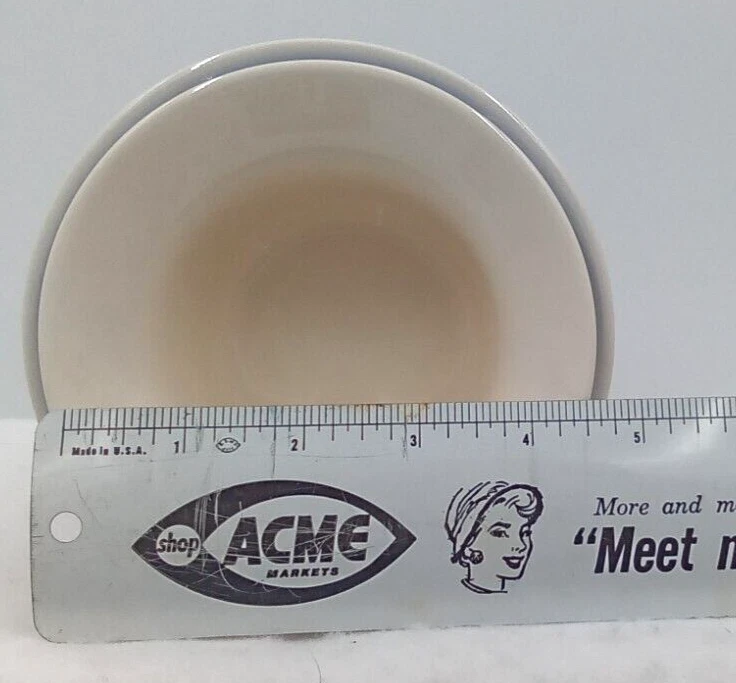 1 2 3 4 5
Made in U.S.A.
shop ACME
MARKETS
More and m
“Meet n